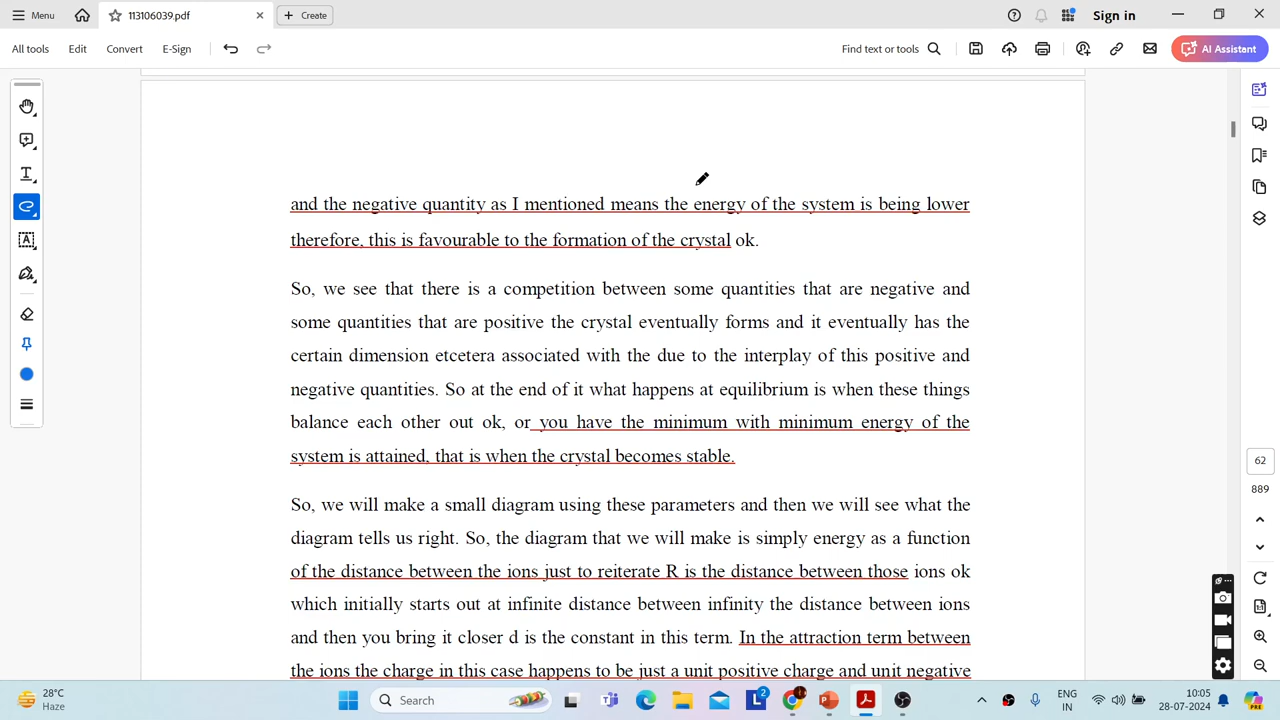 Menu
113106039.pdf
Create
Sign in
All tools
Edit
Convert
E-Sign
Find text or tools
AI Assistant
and the negative quantity as I mentioned means the energy of the system is being lower
therefore, this is favourable to the formation of the crystal ok.
So, we see that there is a competition between some quantities that are negative and
some quantities that are positive the crystal eventually forms and it eventually has the
certain dimension etcetera associated with the due to the interplay of this positive and
negative quantities. So at the end of it what happens at equilibrium is when these things
balance each other out ok, or you have the minimum with minimum energy of the
system is attained, that is when the crystal becomes stable.
So, we will make a small diagram using these parameters and then we will see what the
diagram tells us right. So, the diagram that we will make is simply energy as a function
of the distance between the ions just to reiterate R is the distance between those ions ok
which initially starts out at infinite distance between infinity the distance between ions
and then you bring it closer d is the constant in this term. In the attraction term between
the ions the charge in this case happens to be just a unit positive charge and unit negative
62
889
28°C
Haze
Search
2
ENG
IN
10:05
28-07-2024
PRE